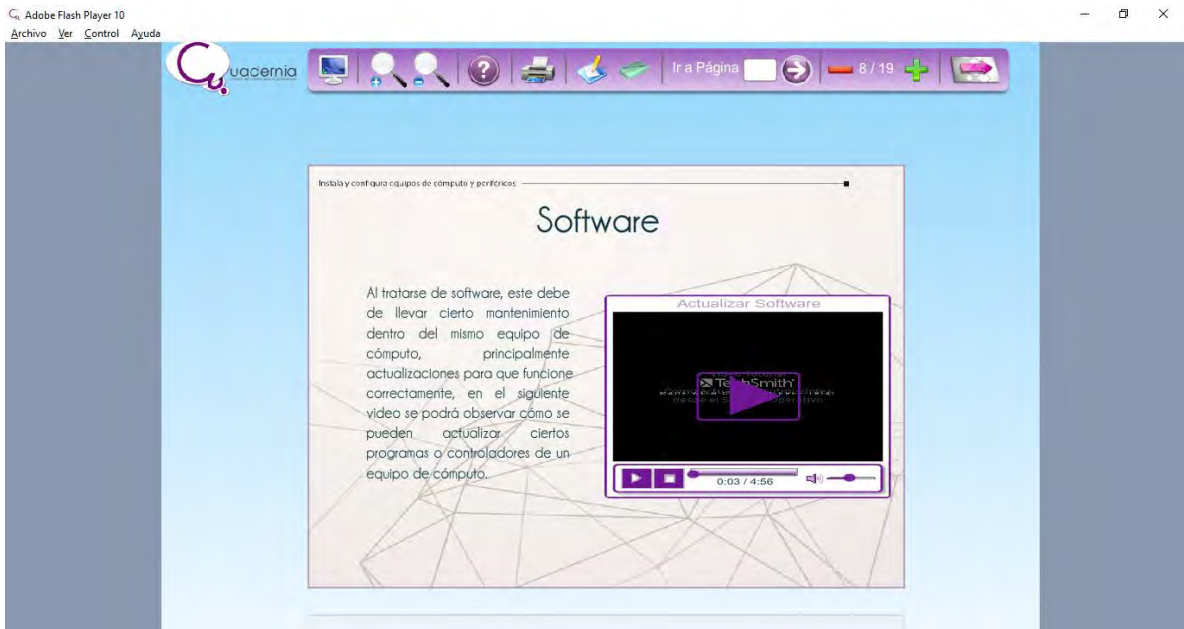 Adobe Flash Player 10
Archivo Ver Control Ayuda
Cuadernia
Ir a Página
8 / 19
Instala y configura equipos de cómputo y periféricos
Software
Al tratarse de software, este debe
de llevar cierto mantenimiento
dentro del mismo equipo de
cómputo, principalmente
actualizaciones para que funcione
correctamente, en el siguiente
video se podrá observar cómo se
pueden actualizar ciertos
programas o controladores de un
equipo de cómputo.
Actualizar Software
TechSmith
desde el
0:03 / 4:56